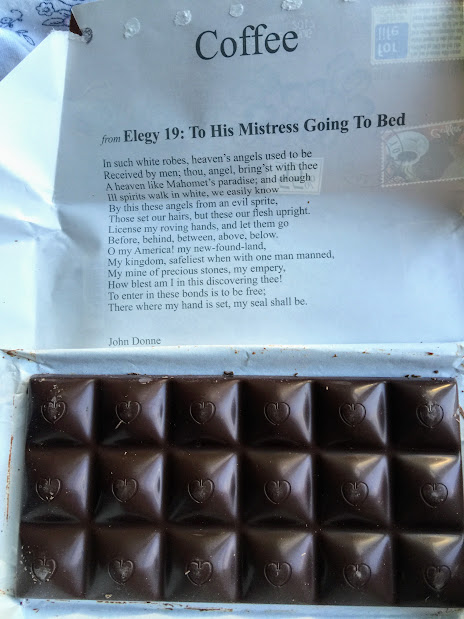 Coffee
for
life
from Elegy 19: To His Mistress Going To Bed
In such white robes, heaven's angels used to be
Received by men; thou, angel, bring'st with thee
A heaven like Mahomet's paradise; and though
Ill spirits walk in white, we easily know
By this these angels from an evil sprite,
Those set our hairs, but these our flesh upright.
License my roving hands, and let them go
Before, behind, between, above, below.
O my America! my new-found-land,
My kingdom, safeliest when with one man manned,
My mine of precious stones, my empery,
How blest am I in this discovering thee!
To enter in these bonds is to be free;
There where my hand is set, my seal shall be.
John Donne